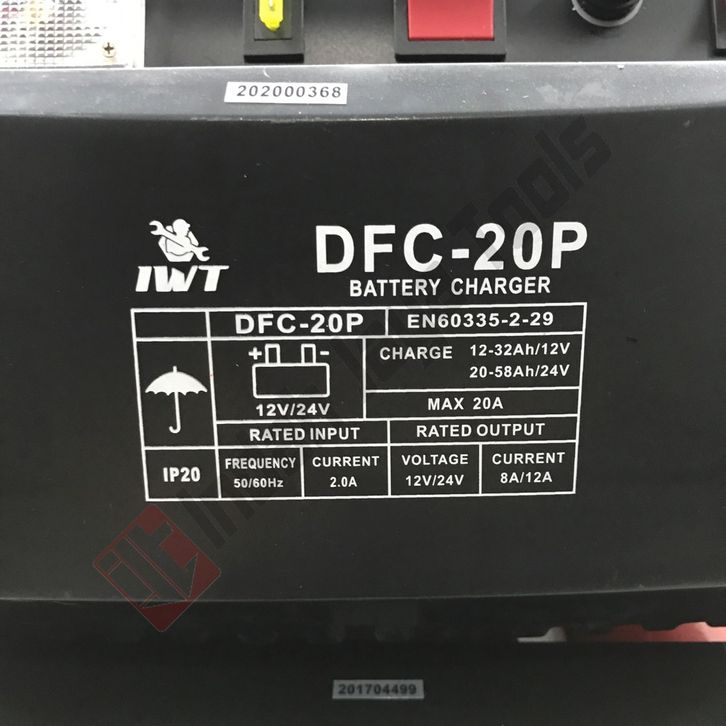 202000368
IWT
DFC-20P
BATTERY CHARGER
DFC-20P
EN60335-2-29
+ -
12V/24V
CHARGE 12-32Ah/12V
20-58Ah/24V
MAX 20A
RATED INPUT
RATED OUTPUT
IP20
FREQUENCY
50/60Hz
CURRENT
2.0A
VOLTAGE
12V/24V
CURRENT
8A/12A
201704499